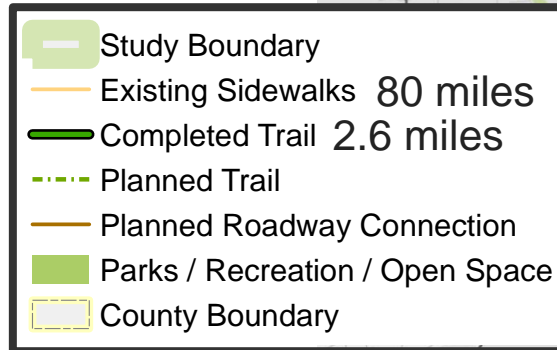 Study Boundary
Existing Sidewalks 80 miles
Completed Trail 2.6 miles
Planned Trail
Planned Roadway Connection
Parks / Recreation / Open Space
County Boundary